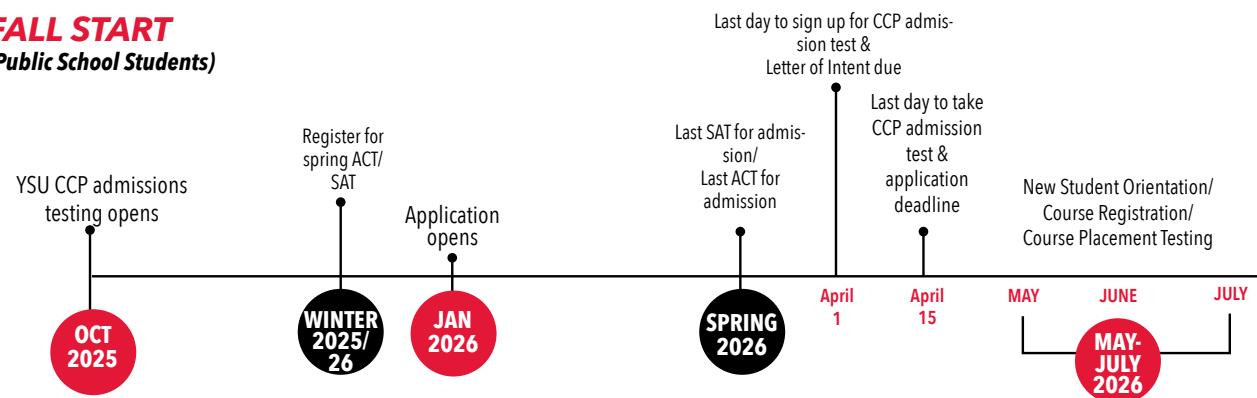 FALL START
(Public School Students)
YSU CCP admissions
testing opens
OCT
2025
Register for
spring ACT/
SAT
WINTER
2025/
26
Application
opens
JAN
2026
Last SAT for admis-
sion/
Last ACT for
admission
SPRING
2026
Last day to sign up for CCP admis-
sion test &
Letter of Intent due
April
1
Last day to take
CCP admission
test &
application
deadline
April
15
New Student Orientation/
Course Registration/
Course Placement Testing
MAY
JUNE
JULY
MAY-
JULY
2026